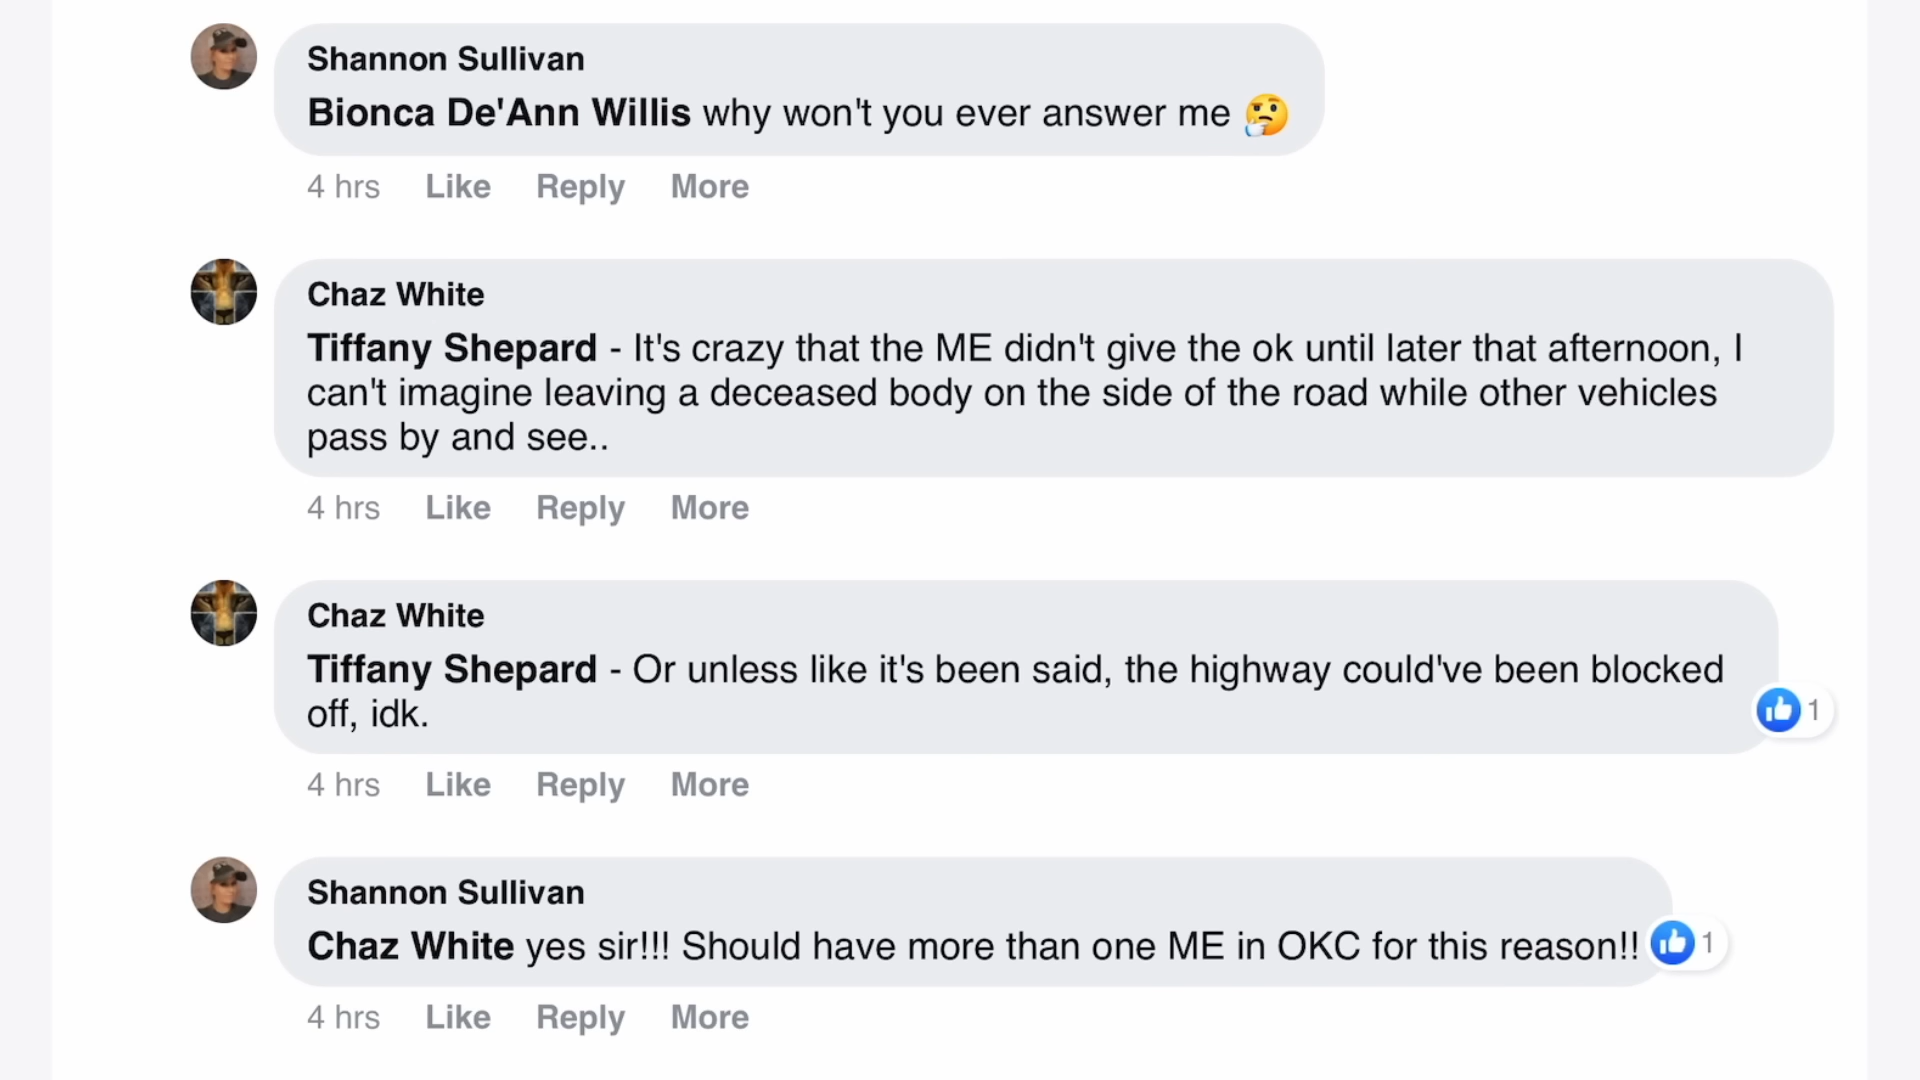 Shannon Sullivan
Bionca De'Ann Willis why won't you ever answer me 🤔
4 hrs Like Reply More
Chaz White
Tiffany Shepard - It's crazy that the ME didn't give the ok until later that afternoon, I
can't imagine leaving a deceased body on the side of the road while other vehicles
pass by and see..
4 hrs Like Reply More
Chaz White
Tiffany Shepard - Or unless like it's been said, the highway could've been blocked
off, idk.
1
4 hrs Like Reply More
Shannon Sullivan
Chaz White yes sir!!! Should have more than one ME in OKC for this reason!! 1
4 hrs Like Reply More